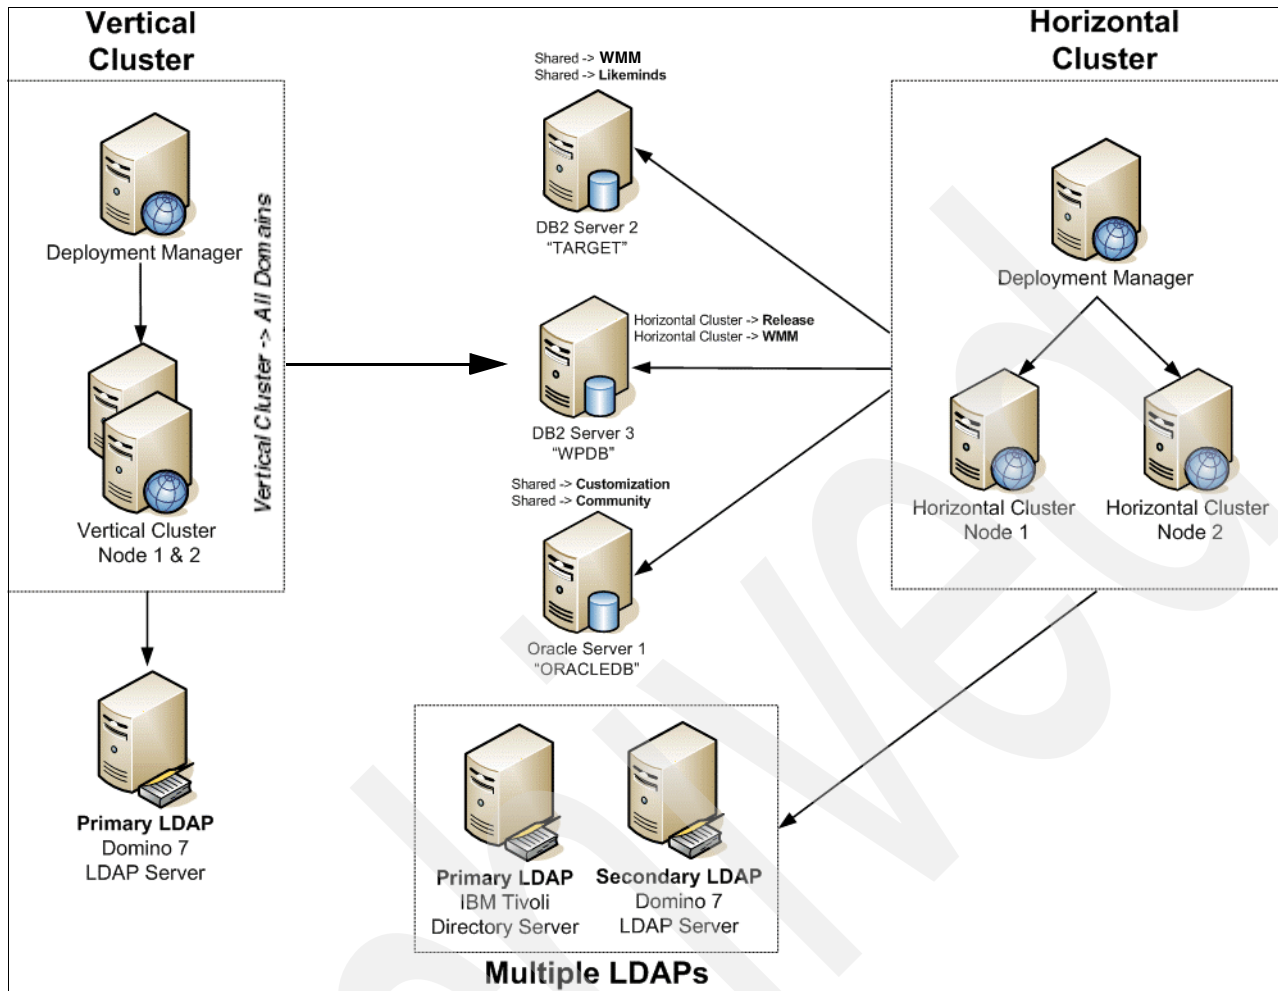 Vertical
Cluster
Horizontal
Cluster
Shared -> WMM
Shared -> Likeminds
Deployment Manager
Vertical Cluster -> All Domains
DB2 Server 2
“TARGET”
Deployment Manager
Horizontal Cluster -> Release
Horizontal Cluster -> WMM
DB2 Server 3
“WPDB”
Vertical Cluster
Node 1 & 2
Shared -> Customization
Shared -> Community
Horizontal Cluster
Node 1
Horizontal Cluster
Node 2
Oracle Server 1
“ORACLEDB”
Primary LDAP
Domino 7
LDAP Server
Primary LDAP
IBM Tivoli
Directory Server
Secondary LDAP
Domino 7
LDAP Server
Multiple LDAPs